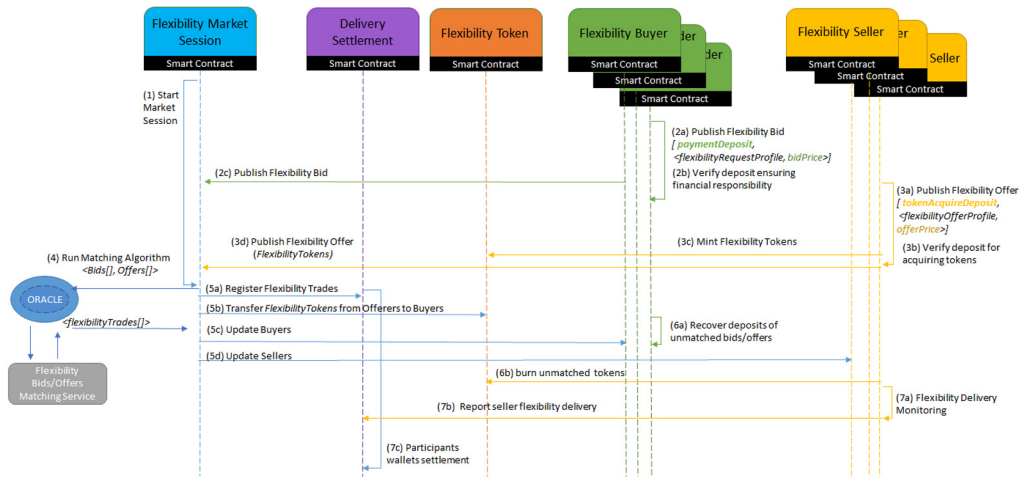 Flexibility Market
Session
Smart Contract
Delivery
Settlement
Smart Contract
Flexibility Token
Smart Contract
Flexibility Buyer
der
der
Smart Contract
Smart Contract
Smart Contract
Flexibility Seller
er
Seller
Smart Contract
Smart Contract
Smart Contract
(1) Start
Market
Session
(2a) Publish Flexibility Bid
[ paymentDeposit,
<flexibilityRequestProfile, bidPrice>]
(2b) Verify deposit ensuring
financial responsibility
(2c) Publish Flexibility Bid
(3a) Publish Flexibility Offer
[ tokenAcquireDeposit,
<flexibilityOfferProfile,
offerPrice>]
(3b) Verify deposit for
acquiring tokens
(3c) Mint Flexibility Tokens
(3d) Publish Flexibility Offer
(FlexibilityTokens)
(4) Run Matching Algorithm
<Bids[], Offers[]>
ORACLE
<flexibilityTrades[]>
Flexibility
Bids/Offers
Matching Service
(5a) Register Flexibility Trades
(5b) Transfer FlexibilityTokens from Offerers to Buyers
(5c) Update Buyers
(5d) Update Sellers
(6a) Recover deposits of
unmatched bids/offers
(6b) burn unmatched tokens
(7a) Flexibility Delivery
Monitoring
(7b) Report seller flexibility delivery
(7c) Participants
wallets settlement